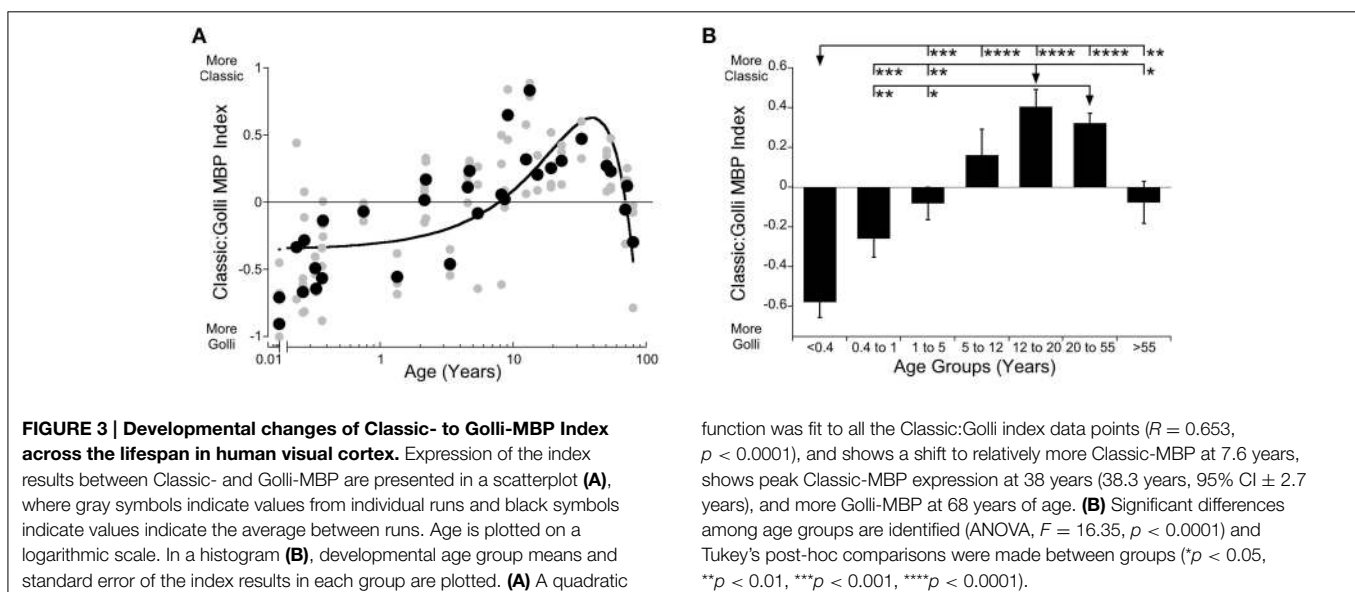 A
More
Classic
1
0.5
0
-0.5
-1
More
Golli
Classic:Golli MBP Index
0.01
1
10
100
Age (Years)
B
More
Classic
0.6
0.4
0.2
0
-0.2
-0.4
-0.6
More
Golli
Classic:Golli MBP Index
*** **** **** **** **
*** ** *
** *
<0.4 0.4 to 1 1 to 5 5 to 12 12 to 20 20 to 55 >55
Age Groups (Years)
FIGURE 3 | Developmental changes of Classic- to Golli-MBP Index
across the lifespan in human visual cortex. Expression of the index
results between Classic- and Golli-MBP are presented in a scatterplot (A),
where gray symbols indicate values from individual runs and black symbols
indicate values indicate the average between runs. Age is plotted on a
logarithmic scale. In a histogram (B), developmental age group means and
standard error of the index results in each group are plotted. (A) A quadratic
function was fit to all the Classic:Golli index data points (R = 0.653,
p < 0.0001), and shows a shift to relatively more Classic-MBP at 7.6 years,
shows peak Classic-MBP expression at 38 years (38.3 years, 95% CI ± 2.7
years), and more Golli-MBP at 68 years of age. (B) Significant differences
among age groups are identified (ANOVA, F = 16.35, p < 0.0001) and
Tukey's post-hoc comparisons were made between groups (*p < 0.05,
**p < 0.01, ***p < 0.001, ****p < 0.0001).